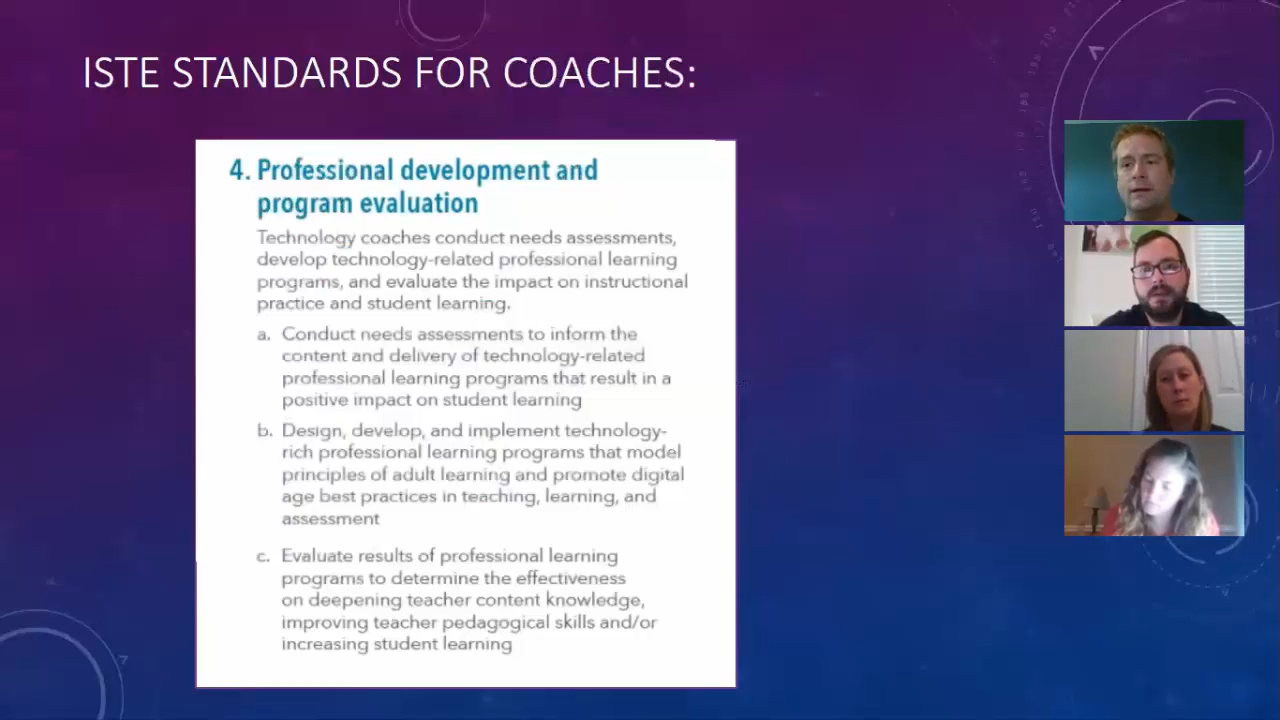 ISTE STANDARDS FOR COACHES:
4. Professional development and
program evaluation
Technology coaches conduct needs assessments,
develop technology-related professional learning
programs, and evaluate the impact on instructional
practice and student learning.
a. Conduct needs assessments to inform the
content and delivery of technology-related
professional learning programs that result in a
positive impact on student learning
b. Design, develop, and implement technology-
rich professional learning programs that model
principles of adult learning and promote digital
age best practices in teaching, learning, and
assessment
c. Evaluate results of professional learning
programs to determine the effectiveness
on deepening teacher content knowledge,
improving teacher pedagogical skills and/or
increasing student learning